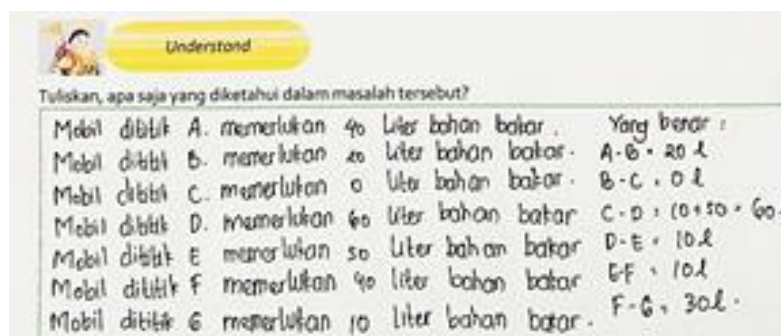 Understand
Tuliskan, apa saja yang diketahui dalam masalah tersebut?
Mobil dititik A. memerlukan 40 Liter bahan bakar.
Mobil dititik B. memerlukan 20 Liter bahan bakar.
Mobil dititik C. memerlukan 0 Liter bahan bakar.
Mobil dititik D. memerlukan 60 Liter bahan bakar
Mobil dititik E memerlukan 50 Liter bahan bakar
Mobil dititik F memerlukan 40 liter bahan bakar
Mobil dititik G memerlukan 10 Liter bahan bakar.
Yang benar :
A-B = 20 l
B-C = 0 l
C-D = 10+50 = 60.
D-E = 10 l
E-F = 10 l
F-G = 30 l.